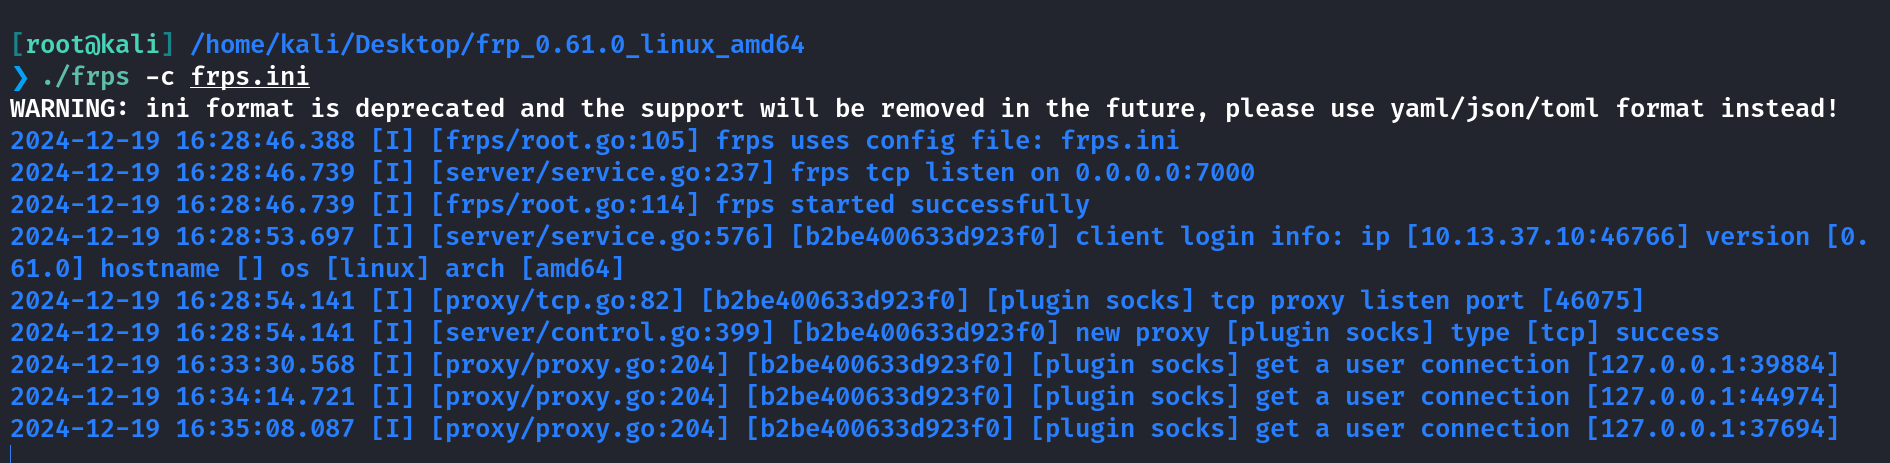 [root@kali] /home/kali/Desktop/frp_0.61.0_linux_amd64
❯ ./frps -c frps.ini
WARNING: ini format is deprecated and the support will be removed in the future, please use yaml/json/toml format instead!
2024-12-19 16:28:46.388 [I] [frps/root.go:105] frps uses config file: frps.ini
2024-12-19 16:28:46.739 [I] [server/service.go:237] frps tcp listen on 0.0.0.0:7000
2024-12-19 16:28:46.739 [I] [frps/root.go:114] frps started successfully
2024-12-19 16:28:53.697 [I] [server/service.go:576] [b2be400633d923f0] client login info: ip [10.13.37.10:46766] version [0.
61.0] hostname [] os [linux] arch [amd64]
2024-12-19 16:28:54.141 [I] [proxy/tcp.go:82] [b2be400633d923f0] [plugin socks] tcp proxy listen port [46075]
2024-12-19 16:28:54.141 [I] [server/control.go:399] [b2be400633d923f0] new proxy [plugin socks] type [tcp] success
2024-12-19 16:33:30.568 [I] [proxy/proxy.go:204] [b2be400633d923f0] [plugin socks] get a user connection [127.0.0.1:39884]
2024-12-19 16:34:14.721 [I] [proxy/proxy.go:204] [b2be400633d923f0] [plugin socks] get a user connection [127.0.0.1:44974]
2024-12-19 16:35:08.087 [I] [proxy/proxy.go:204] [b2be400633d923f0] [plugin socks] get a user connection [127.0.0.1:37694]